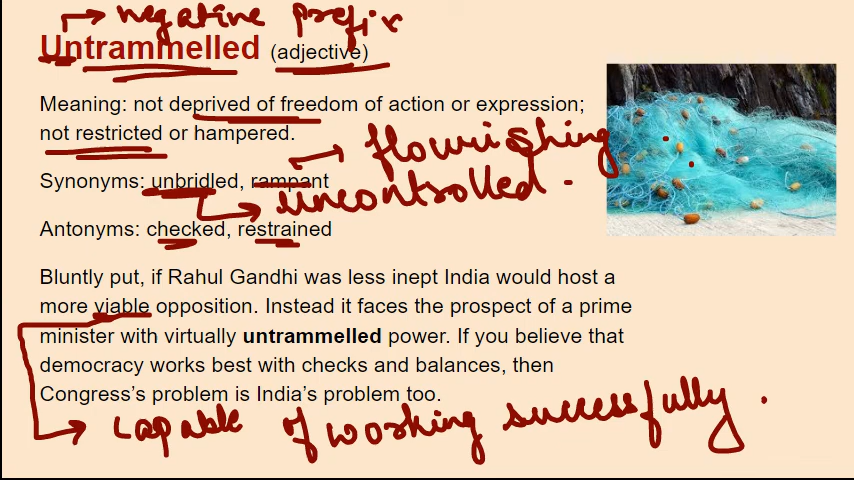 negative prefix
Untrammelled (adjective)
Meaning: not deprived of freedom of action or expression;
not restricted or hampered.
flourishing
Synonyms: unbridled, rampant
uncontrolled.
Antonyms: checked, restrained
Bluntly put, if Rahul Gandhi was less inept India would host a
more viable opposition. Instead it faces the prospect of a prime
minister with virtually untrammelled power. If you believe that
democracy works best with checks and balances, then
Congress's problem is India's problem too.
capable of working successfully.